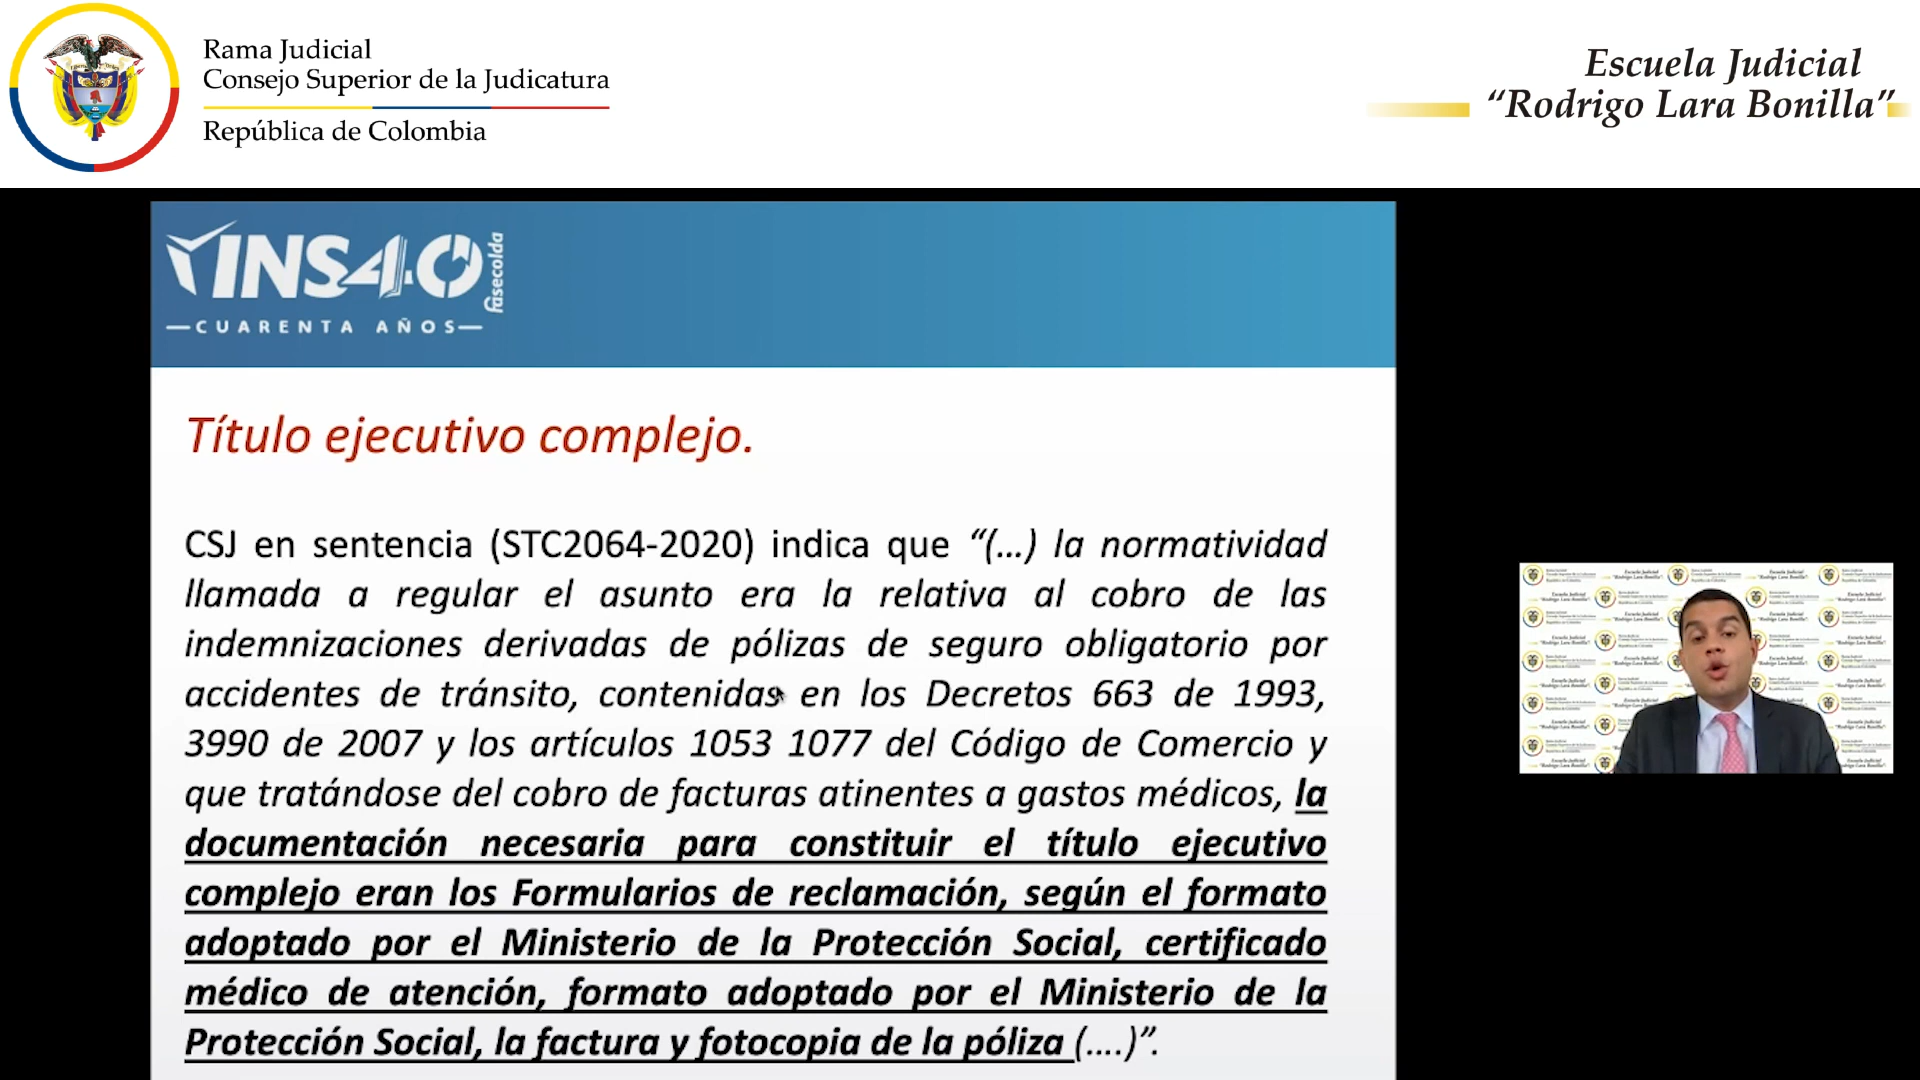 Rama Judicial
Consejo Superior de la Judicatura
República de Colombia
Escuela Judicial
“Rodrigo Lara Bonilla”
INS4.0
fasecolda
—CUARENTA AÑOS—
Título ejecutivo complejo.
CSJ en sentencia (STC2064-2020) indica que “(…) la normatividad
llamada a regular el asunto era la relativa al cobro de las
indemnizaciones derivadas de pólizas de seguro obligatorio por
accidentes de tránsito, contenidas en los Decretos 663 de 1993,
3990 de 2007 y los artículos 1053 1077 del Código de Comercio y
que tratándose del cobro de facturas atinentes a gastos médicos, la
documentación necesaria para constituir el título ejecutivo
complejo eran los Formularios de reclamación, según el formato
adoptado por el Ministerio de la Protección Social, certificado
médico de atención, formato adoptado por el Ministerio de la
Protección Social, la factura y fotocopia de la póliza (….)”.